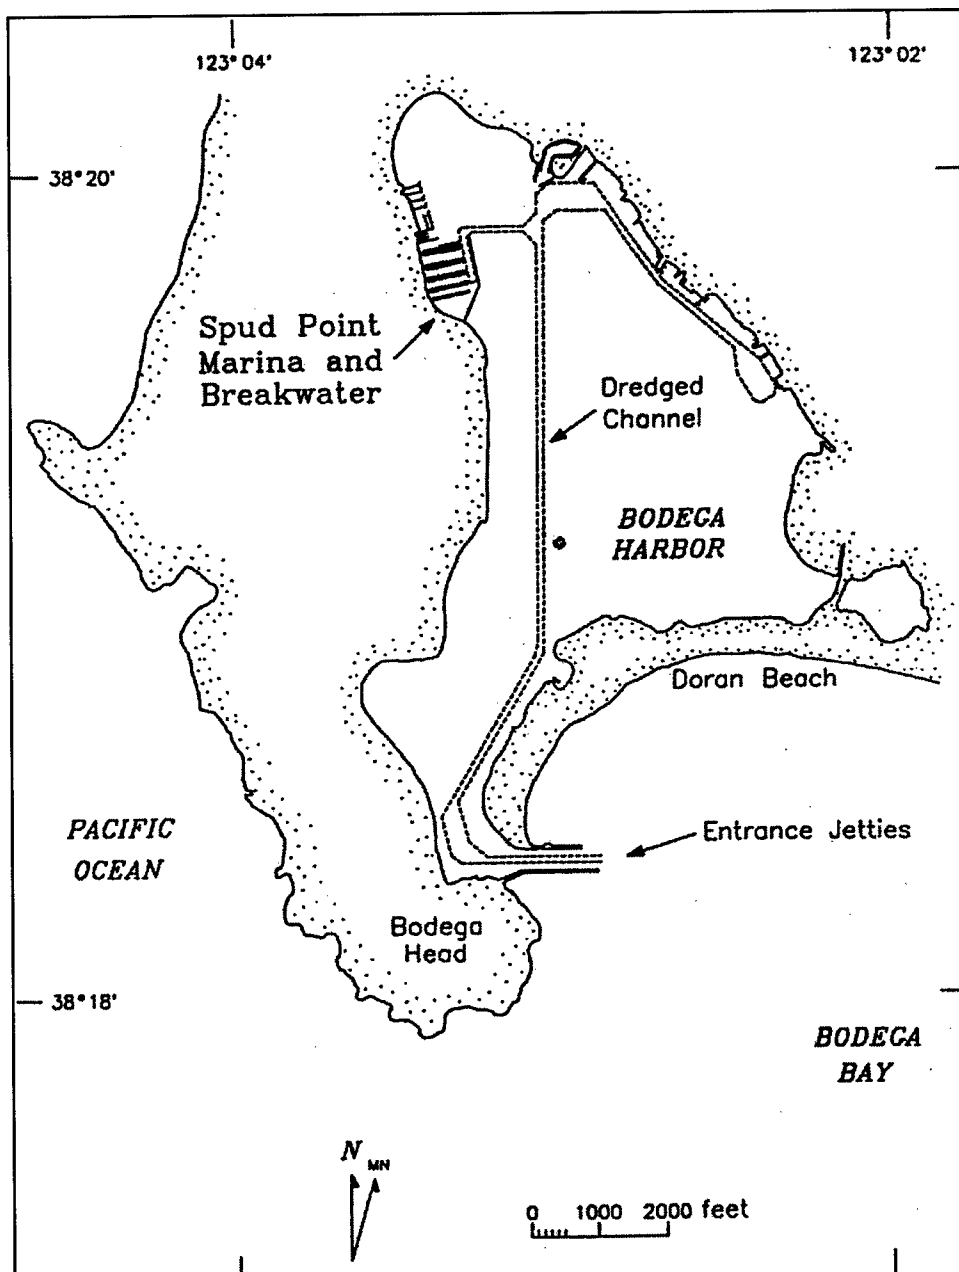 123° 04'
123° 02'
38° 20'
Spud Point
Marina and
Breakwater
Dredged
Channel
BODEGA
HARBOR
Doran Beach
PACIFIC
OCEAN
Entrance Jetties
Bodega
Head
38° 18'
BODEGA
BAY
N MN
0 1000 2000 feet